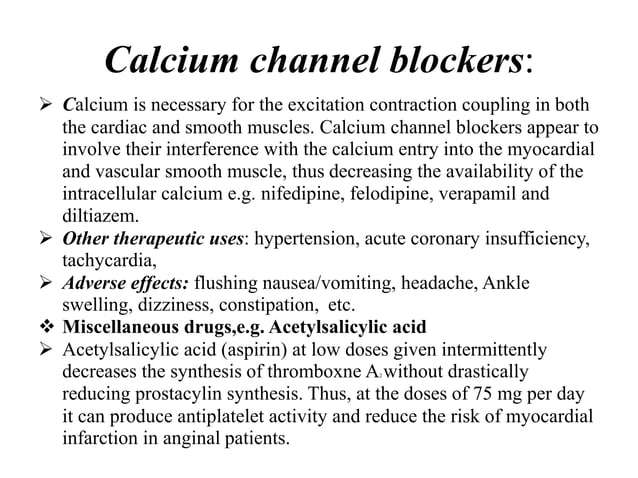 Calcium channel blockers:
➢ Calcium is necessary for the excitation contraction coupling in both
the cardiac and smooth muscles. Calcium channel blockers appear to
involve their interference with the calcium entry into the myocardial
and vascular smooth muscle, thus decreasing the availability of the
intracellular calcium e.g. nifedipine, felodipine, verapamil and
diltiazem.
➢ Other therapeutic uses: hypertension, acute coronary insufficiency,
tachycardia,
➢ Adverse effects: flushing nausea/vomiting, headache, Ankle
swelling, dizziness, constipation, etc.
❖ Miscellaneous drugs,e.g. Acetylsalicylic acid
➢ Acetylsalicylic acid (aspirin) at low doses given intermittently
decreases the synthesis of thromboxne A without drastically
reducing prostacylin synthesis. Thus, at the doses of 75 mg per day
it can produce antiplatelet activity and reduce the risk of myocardial
infarction in anginal patients.